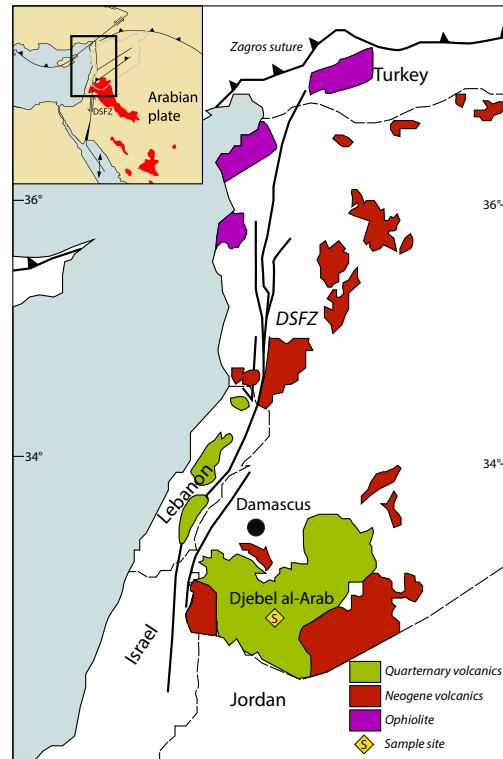 Zagros suture
Turkey
Arabian
plate
DSFZ
36°
36°
DSFZ
34°
34°
Lebanon
Damascus
Djebel al-Arab
S
Israel
Jordan
Quarternary volcanics
Neogene volcanics
Ophiolite
S
Sample site